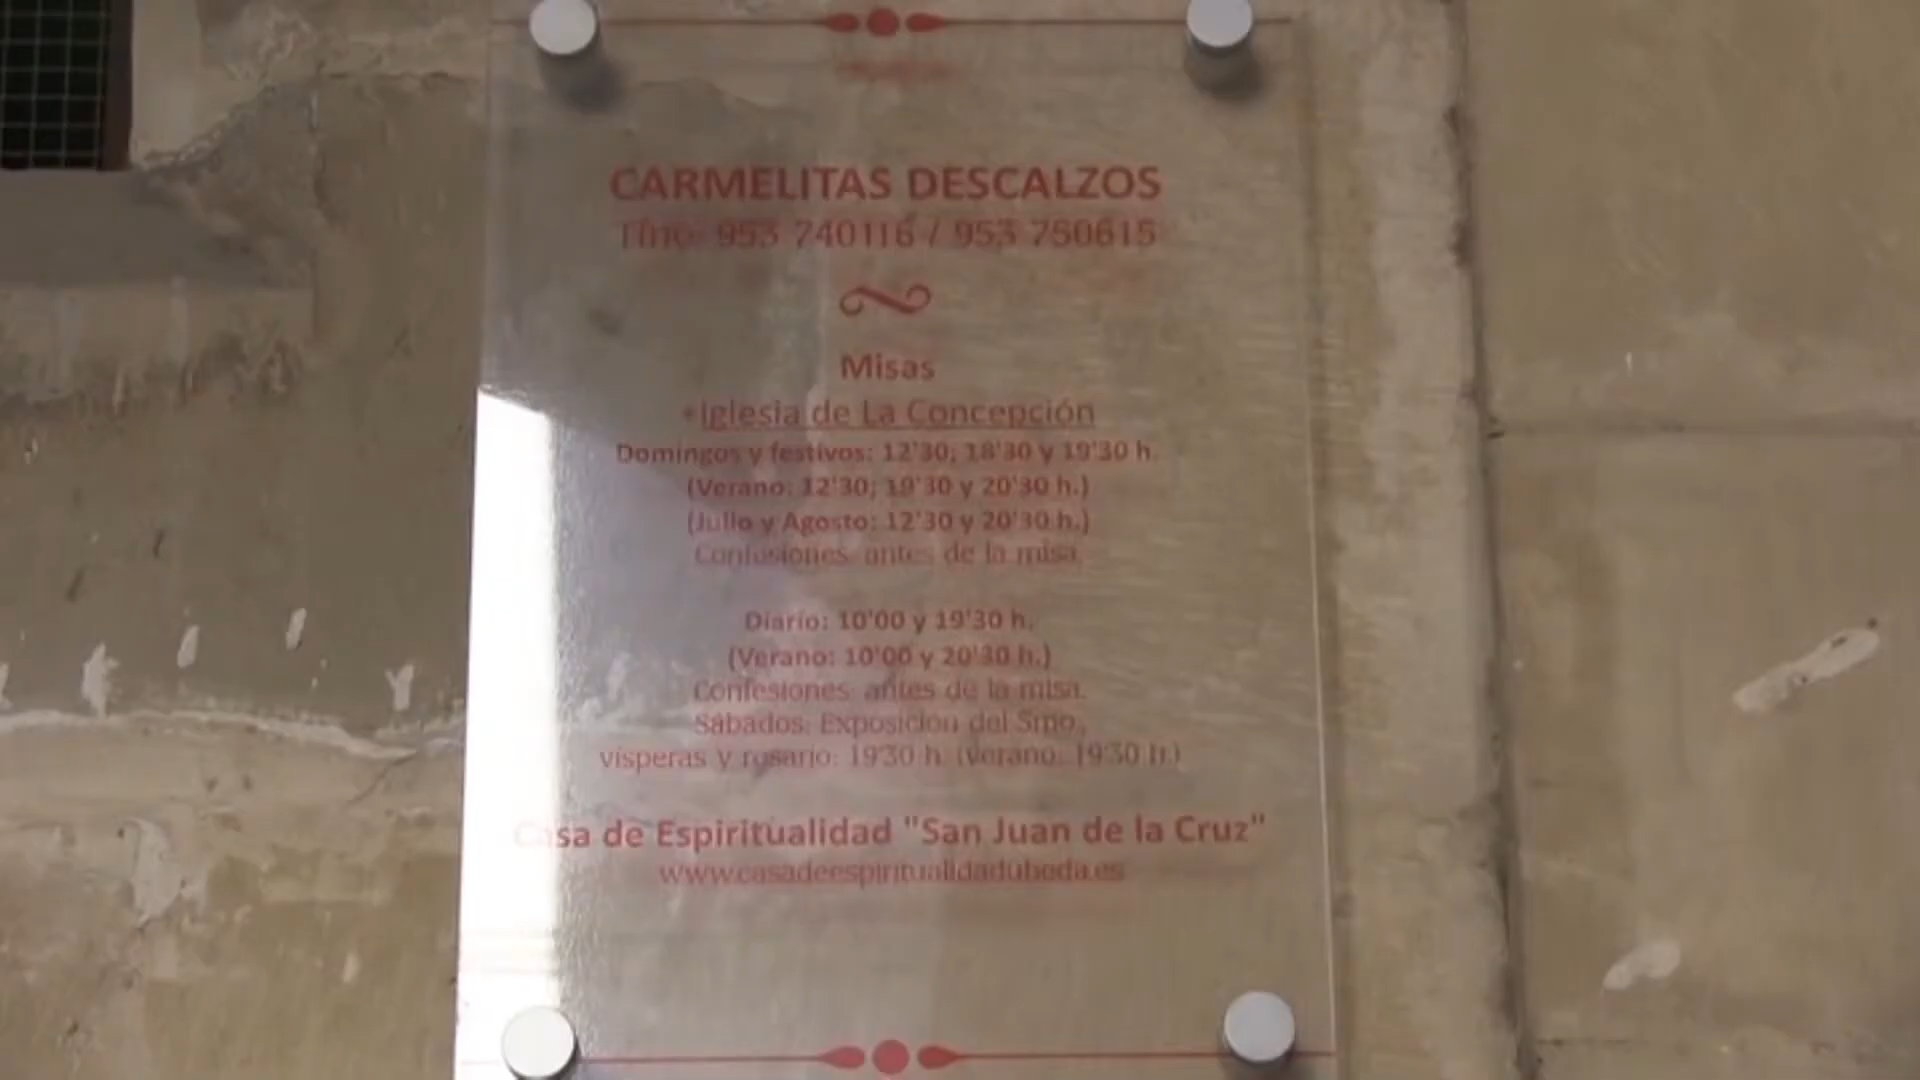 CARMELITAS DESCALZOS
Tfno: 953 740116 / 953 750615
Misas
Iglesia de La Concepción
Domingos y festivos: 12'30; 18'30 y 19'30 h.
(Verano: 12'30; 19'30 y 20'30 h.)
(Julio y Agosto: 12'30 y 20'30 h.)
Confesiones: antes de la misa.
Diario: 10'00 y 19'30 h.
(Verano: 10'00 y 20'30 h.)
Confesiones: antes de la misa.
Sábados: Exposición del Smo.,
vísperas y rosario: 19'30 h. (verano: 19'30 h.)
Casa de Espiritualidad "San Juan de la Cruz"
www.casadeespiritualidadubeda.es